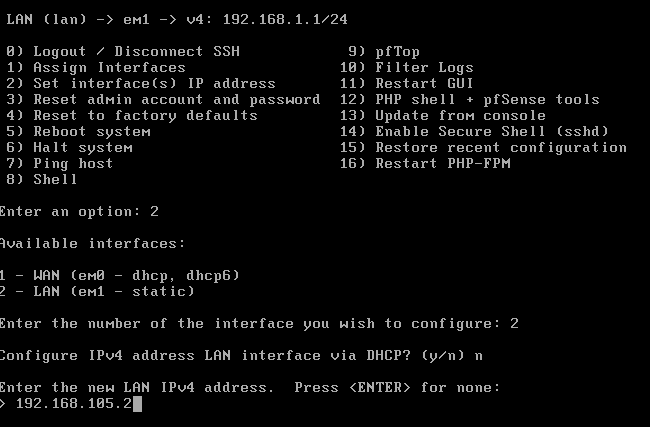 LAN (lan) -> em1 -> v4: 192.168.1.1/24
0) Logout / Disconnect SSH 9) pfTop
1) Assign Interfaces 10) Filter Logs
2) Set interface(s) IP address 11) Restart GUI
3) Reset admin account and password 12) PHP shell + pfSense tools
4) Reset to factory defaults 13) Update from console
5) Reboot system 14) Enable Secure Shell (sshd)
6) Halt system 15) Restore recent configuration
7) Ping host 16) Restart PHP-FPM
8) Shell
Enter an option: 2
Available interfaces:
1 - WAN (em0 - dhcp, dhcp6)
2 - LAN (em1 - static)
Enter the number of the interface you wish to configure: 2
Configure IPv4 address LAN interface via DHCP? (y/n) n
Enter the new LAN IPv4 address.  Press <ENTER> for none:
> 192.168.105.2